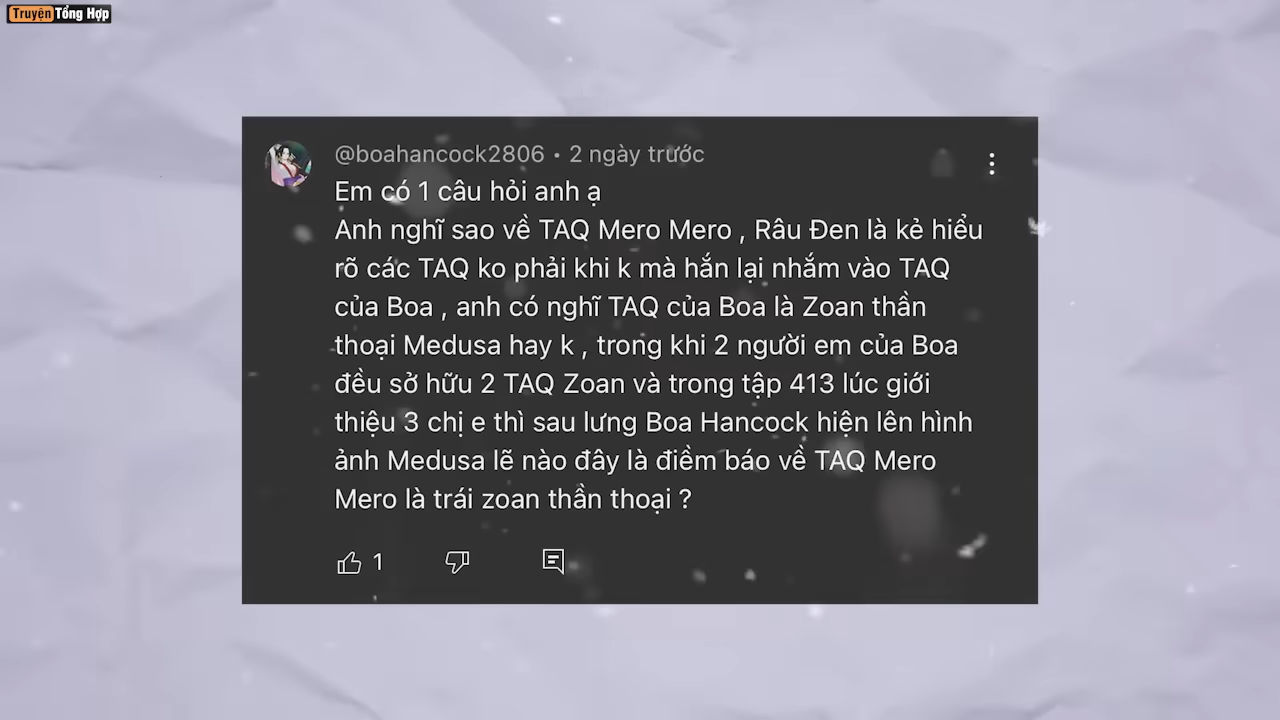 Truyện Tổng Hợp
@boahancock2806 • 2 ngày trước
Em có 1 câu hỏi anh ạ
Anh nghĩ sao về TAQ Mero Mero , Râu Đen là kẻ hiểu
rõ các TAQ ko phải khi k mà hắn lại nhắm vào TAQ
của Boa , anh có nghĩ TAQ của Boa là Zoan thần
thoại Medusa hay k , trong khi 2 người em của Boa
đều sở hữu 2 TAQ Zoan và trong tập 413 lúc giới
thiệu 3 chị e thì sau lưng Boa Hancock hiện lên hình
ảnh Medusa lẽ nào đây là điềm báo về TAQ Mero
Mero là trái zoan thần thoại ?
1